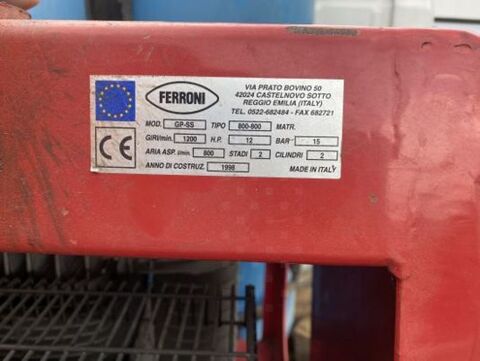 FERRONI
VIA PRATO BOVINO 50
42024 CASTELNOVO SOTTO
REGGIO EMILIA (ITALY)
TEL. 0522-682484 - FAX 682721
MOD. GP-SS TIPO 800-800 MATR.
GIRI/min. 1200 H.P. 12 BAR 15
ARIA ASP. l/min. 800 STADI 2 CILINDRI 2
ANNO DI COSTRUZ. 1998 MADE IN ITALY
CE